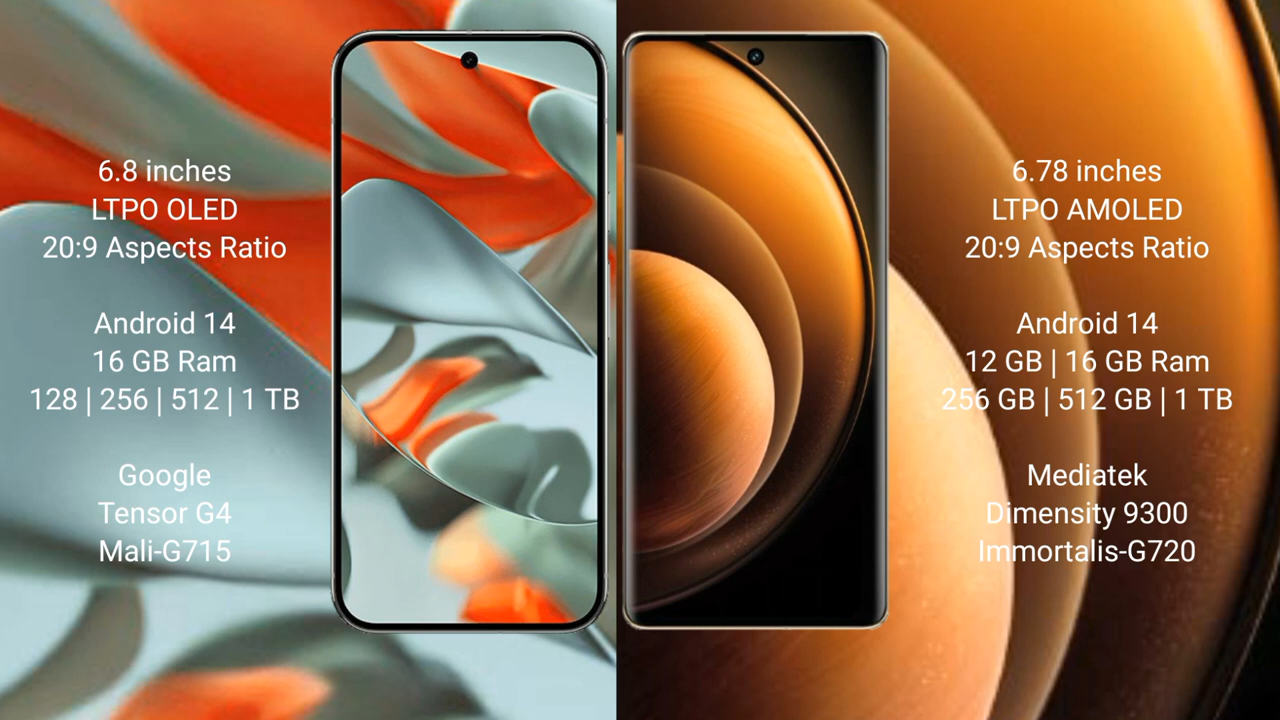 6.8 inches
LTPO OLED
20:9 Aspects Ratio
Android 14
16 GB Ram
128 | 256 | 512 | 1 TB
Google
Tensor G4
Mali-G715
6.78 inches
LTPO AMOLED
20:9 Aspects Ratio
Android 14
12 GB | 16 GB Ram
256 GB | 512 GB | 1 TB
Mediatek
Dimensity 9300
Immortalis-G720